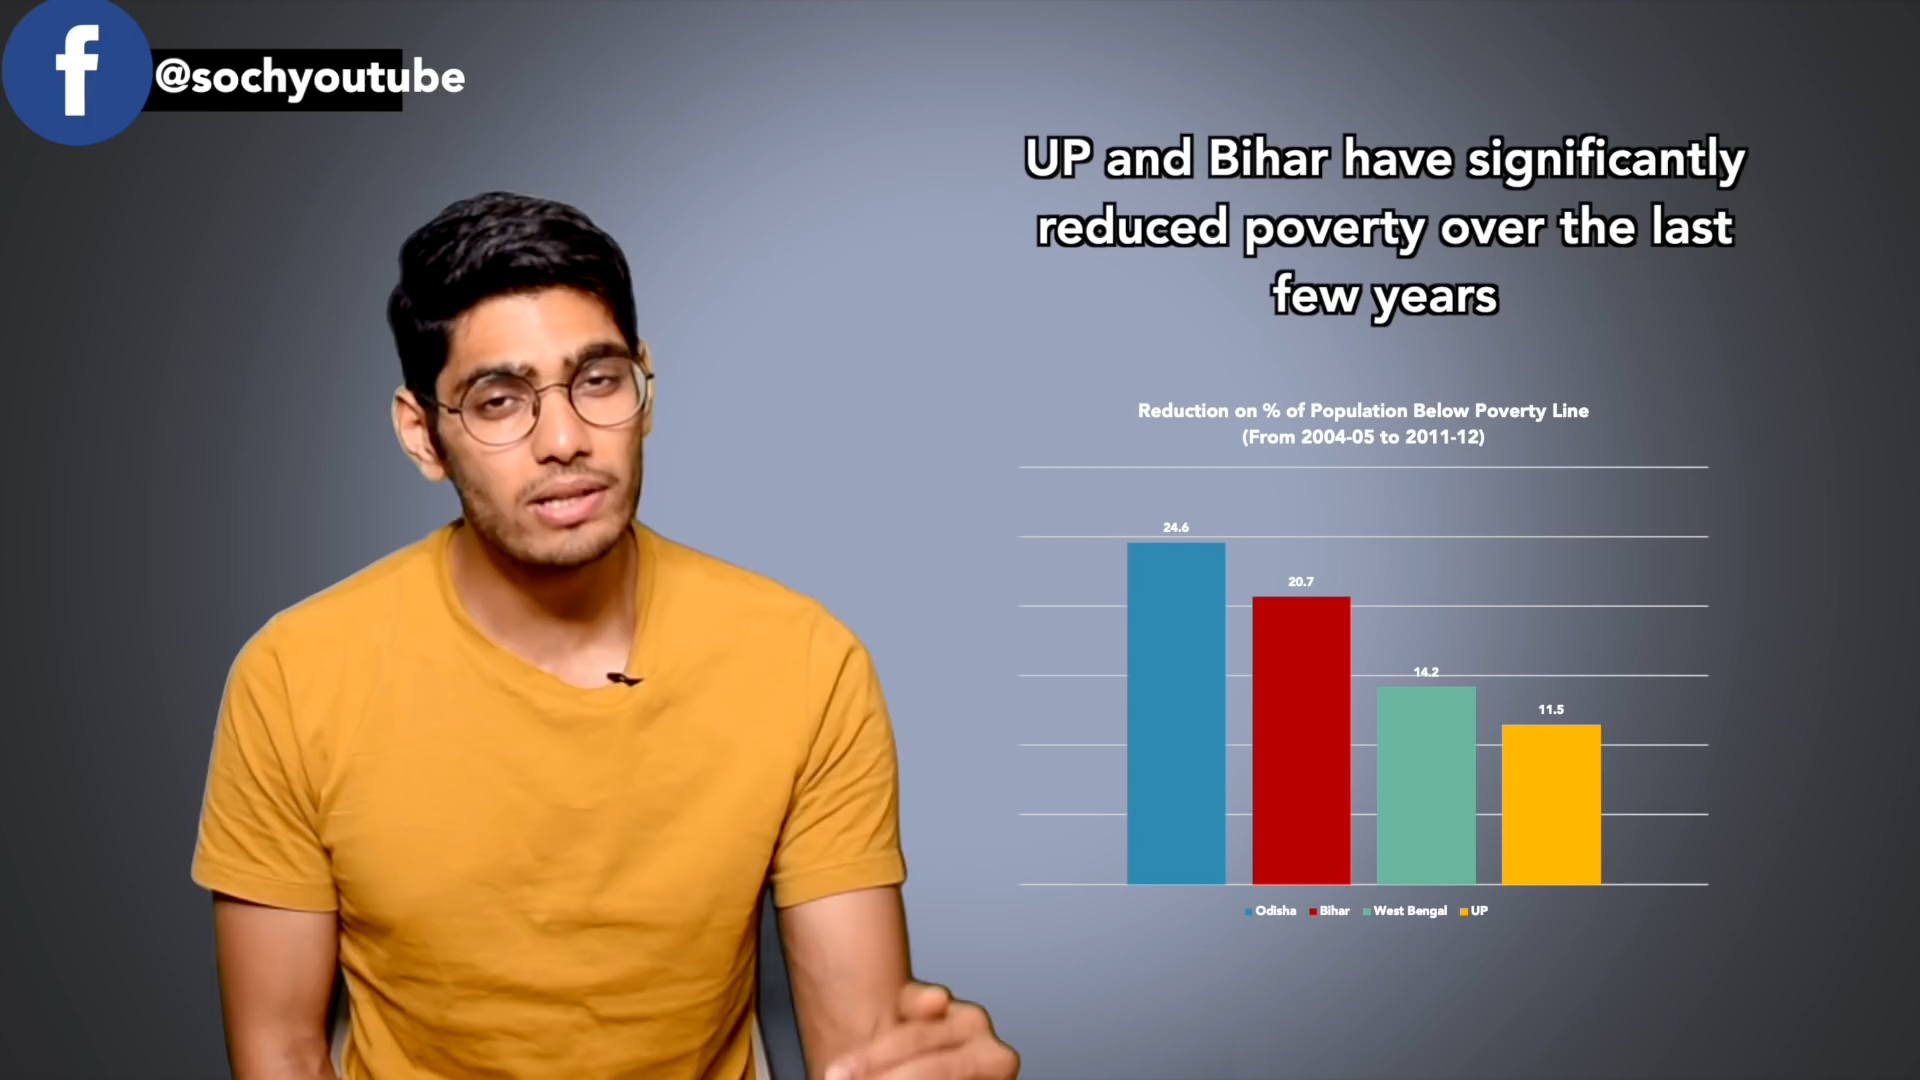 f
@sochyoutube
UP and Bihar have significantly
reduced poverty over the last
few years
Reduction on % of Population Below Poverty Line
(From 2004-05 to 2011-12)
24.6
20.7
14.2
11.5
Odisha Bihar West Bengal UP